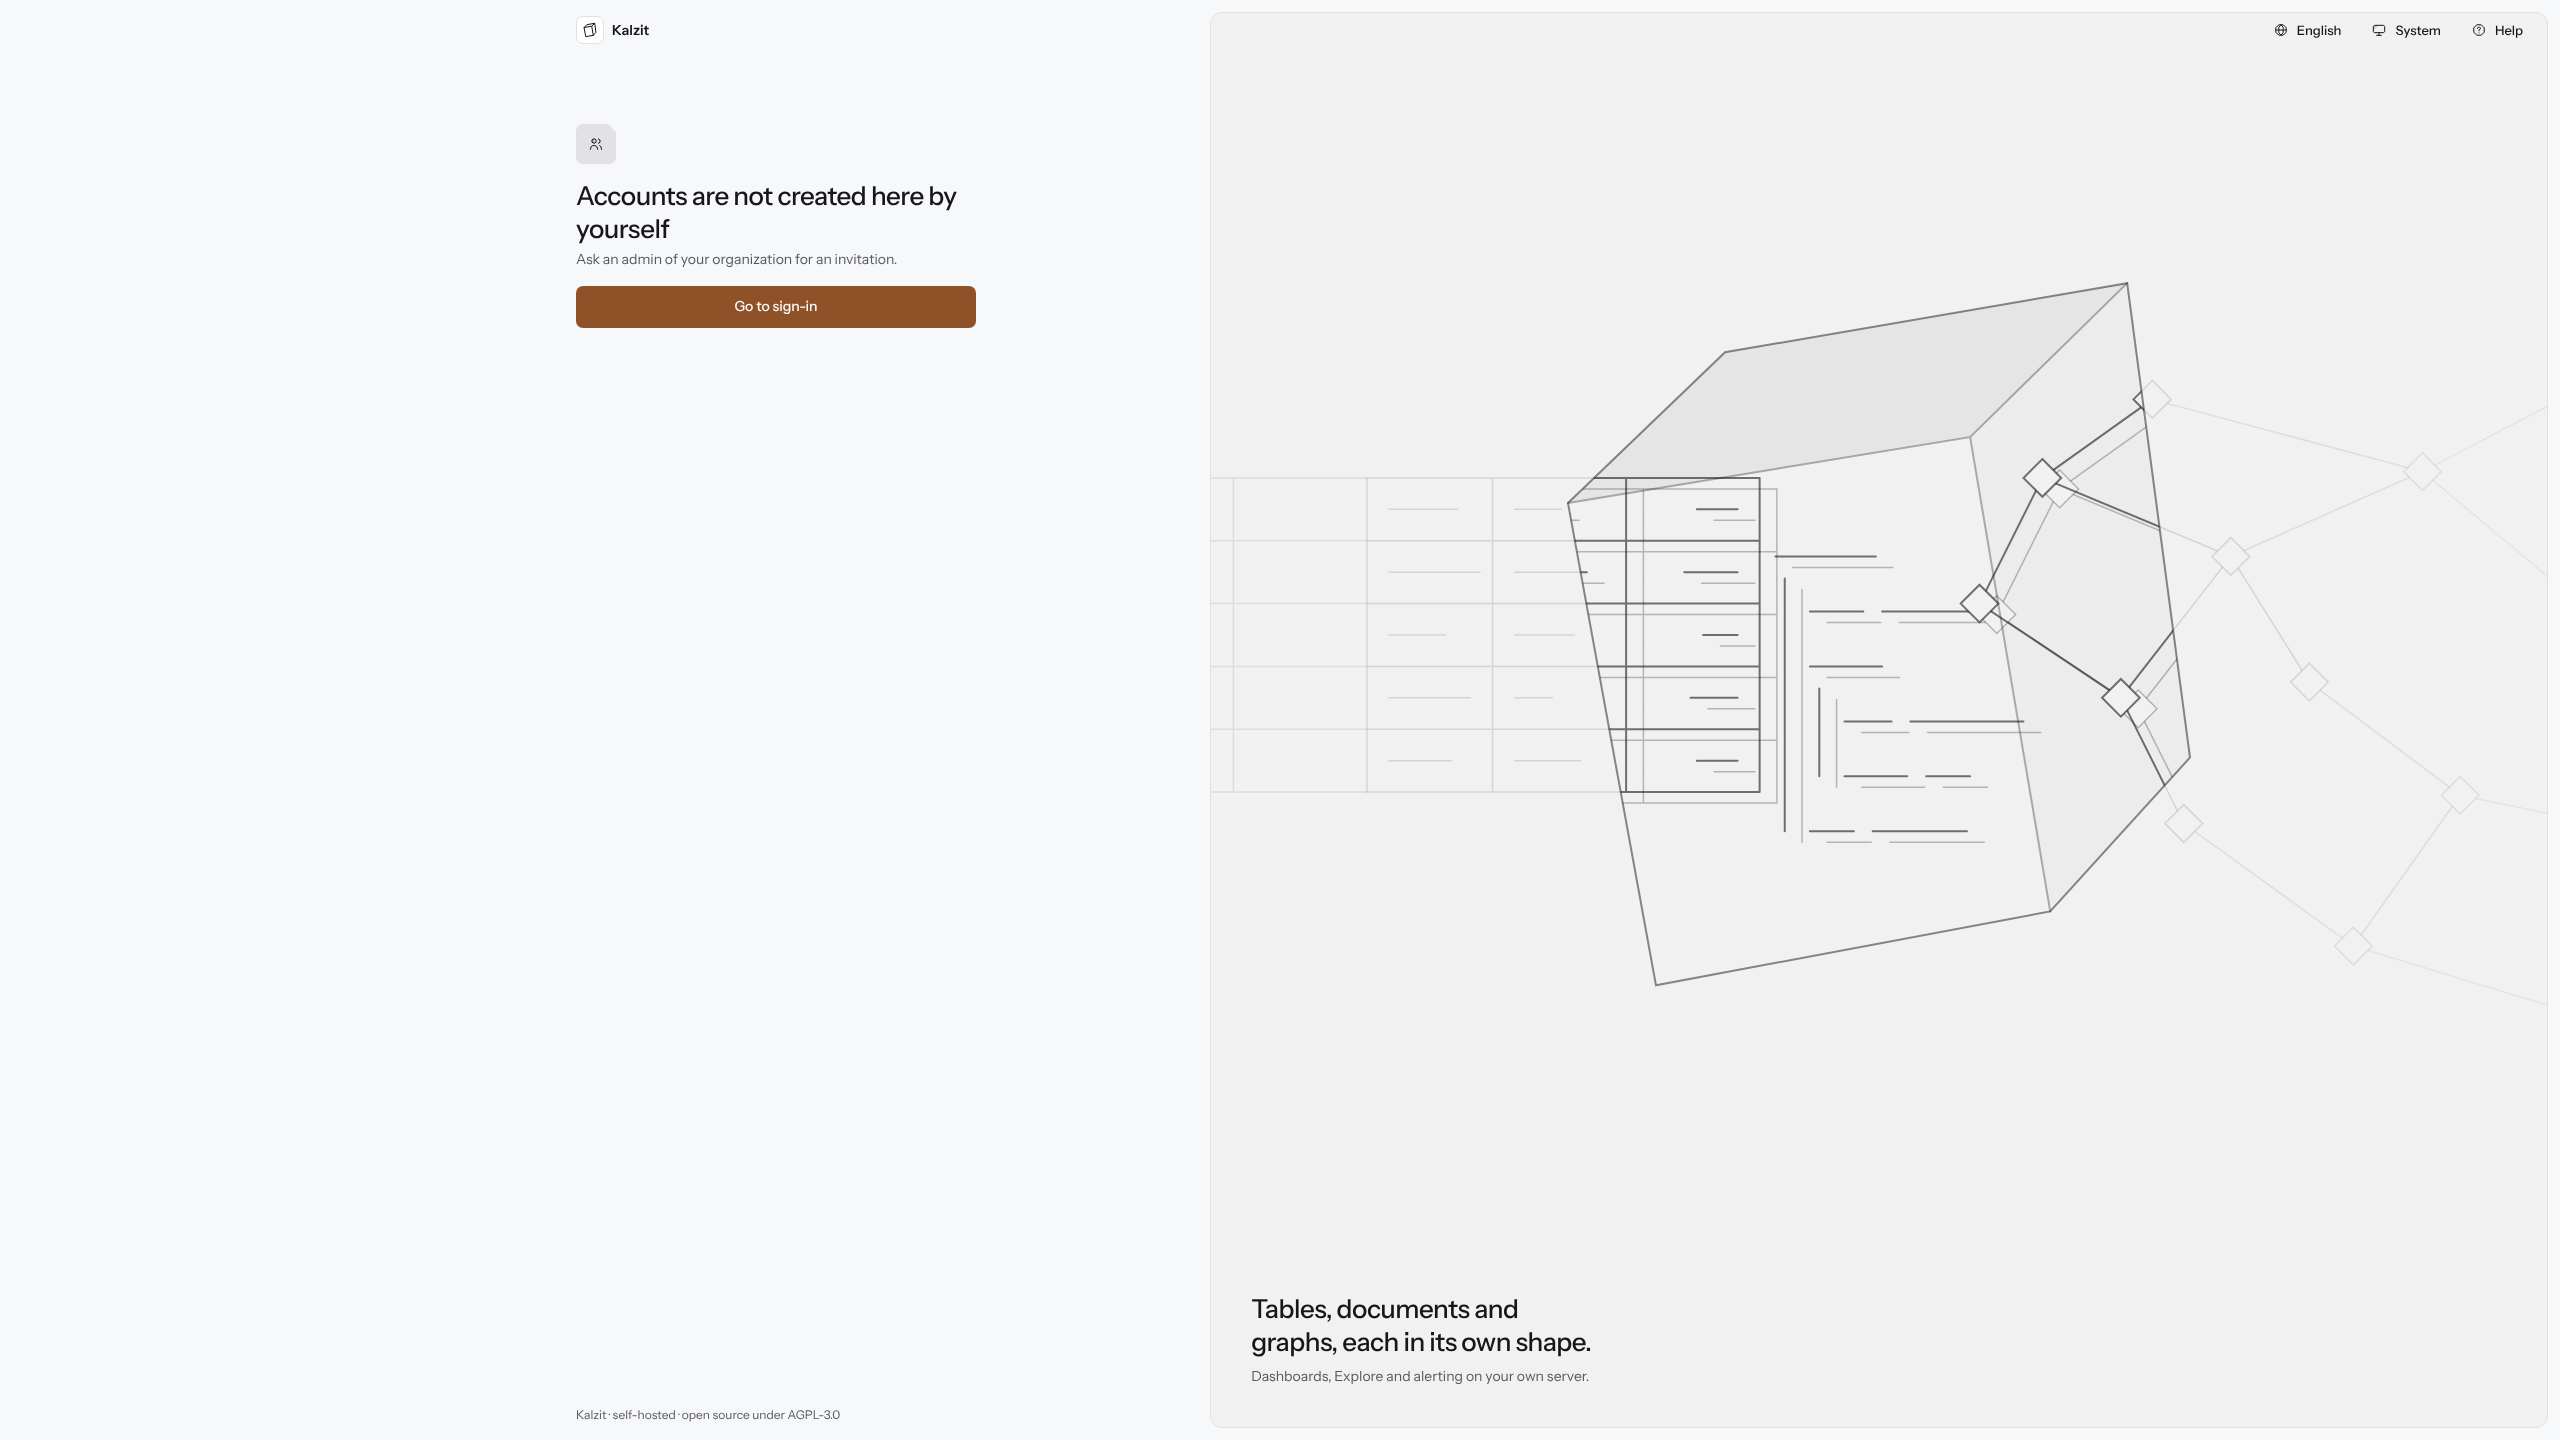 Kalzit
English
System
Help
Accounts are not created here by
yourself
Ask an admin of your organization for an invitation.
Go to sign-in
Tables, documents and
graphs, each in its own shape.
Dashboards, Explore and alerting on your own server.
Kalzit · self-hosted · open source under AGPL-3.0